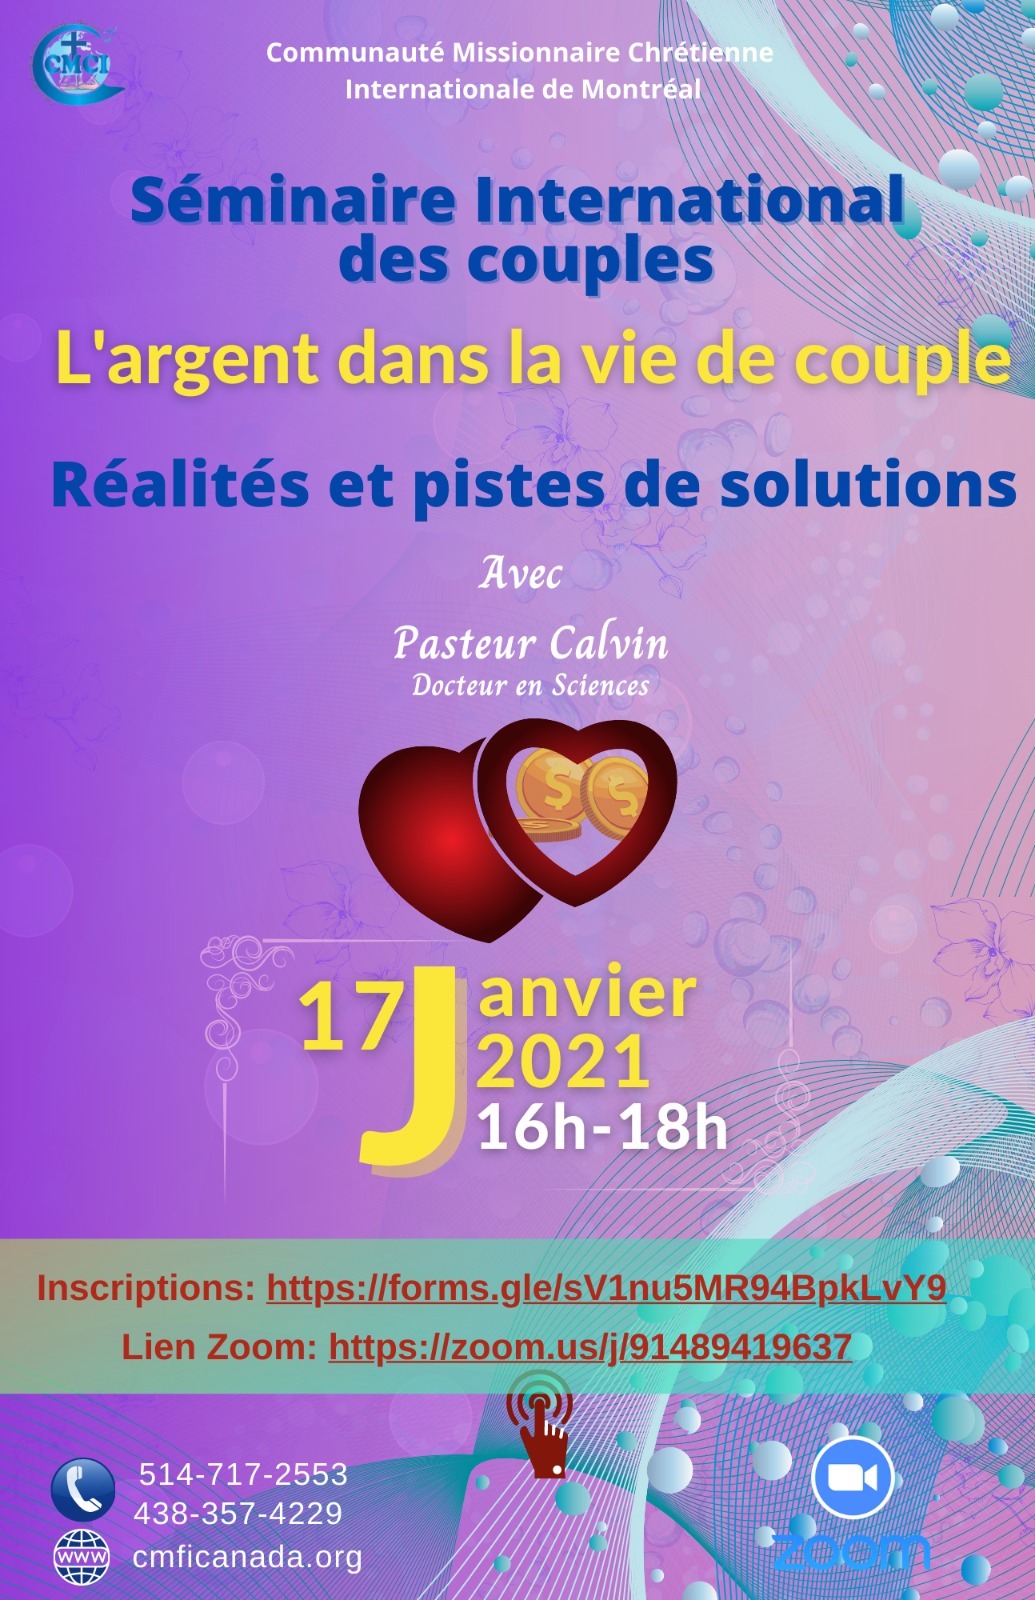 CMCI
Communauté Missionnaire Chrétienne
Internationale de Montréal
Séminaire International
des couples
L'argent dans la vie de couple
Réalités et pistes de solutions
Avec
Pasteur Calvin
Docteur en Sciences
17 Janvier
2021
16h-18h
Inscriptions: https://forms.gle/sV1nu5MR94BpkLvY9
Lien Zoom: https://zoom.us/j/91489419637
514-717-2553
438-357-4229
www
cmficanada.org
zoom